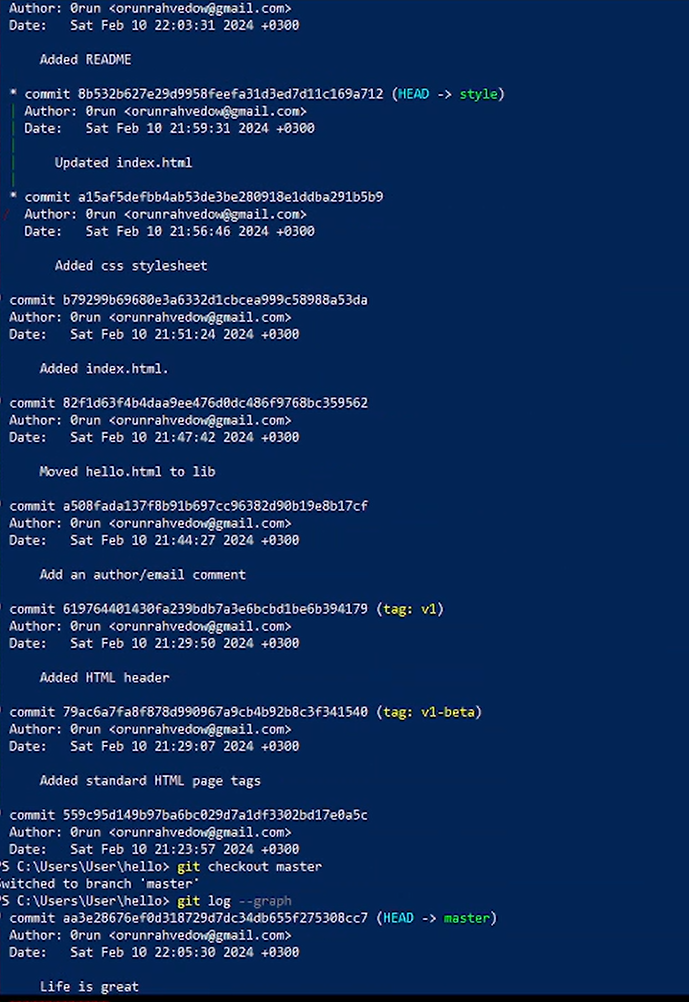 Author: 0run <orunrahvedow@gmail.com>
Date: Sat Feb 10 22:03:31 2024 +0300
Added README
* commit 8b532b627e29d9958feefa31d3ed7d11c169a712 (HEAD -> style)
| Author: 0run <orunrahvedow@gmail.com>
| Date: Sat Feb 10 21:59:31 2024 +0300
|
| Updated index.html
|
* commit a15af5defbb4ab53de3be280918e1ddba291b5b9
/ Author: 0run <orunrahvedow@gmail.com>
Date: Sat Feb 10 21:56:46 2024 +0300
Added css stylesheet
commit b79299b69680e3a6332d1cbcea999c58988a53da
Author: 0run <orunrahvedow@gmail.com>
Date: Sat Feb 10 21:51:24 2024 +0300
Added index.html.
commit 82f1d63f4b4daa9ee476d0dc486f9768bc359562
Author: 0run <orunrahvedow@gmail.com>
Date: Sat Feb 10 21:47:42 2024 +0300
Moved hello.html to lib
commit a508fada137f8b91b697cc96382d90b19e8b17cf
Author: 0run <orunrahvedow@gmail.com>
Date: Sat Feb 10 21:44:27 2024 +0300
Add an author/email comment
commit 619764401430fa239bdb7a3e6bcbd1be6b394179 (tag: v1)
Author: 0run <orunrahvedow@gmail.com>
Date: Sat Feb 10 21:29:50 2024 +0300
Added HTML header
commit 79ac6a7fa8f878d990967a9cb4b92b8c3f341540 (tag: v1-beta)
Author: 0run <orunrahvedow@gmail.com>
Date: Sat Feb 10 21:29:07 2024 +0300
Added standard HTML page tags
commit 559c95d149b97ba6bc029d7a1df3302bd17e0a5c
Author: 0run <orunrahvedow@gmail.com>
Date: Sat Feb 10 21:23:57 2024 +0300
PS C:\Users\User\hello> git checkout master
Switched to branch 'master'
PS C:\Users\User\hello> git log --graph
commit aa3e28676ef0d318729d7dc34db655f275308cc7 (HEAD -> master)
Author: 0run <orunrahvedow@gmail.com>
Date: Sat Feb 10 22:05:30 2024 +0300
Life is great